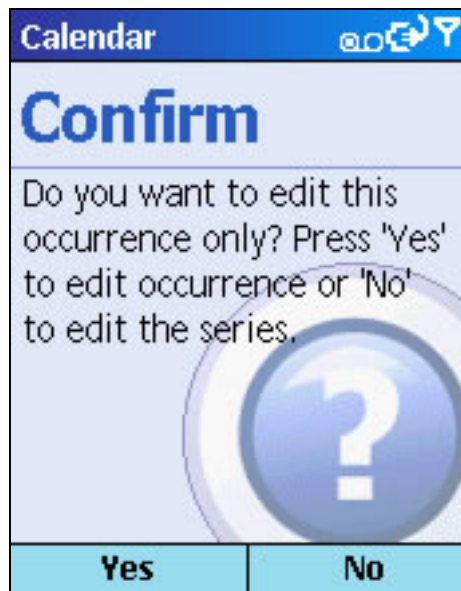 Calendar
Confirm
Do you want to edit this
occurrence only? Press 'Yes'
to edit occurrence or 'No'
to edit the series.
?
Yes No